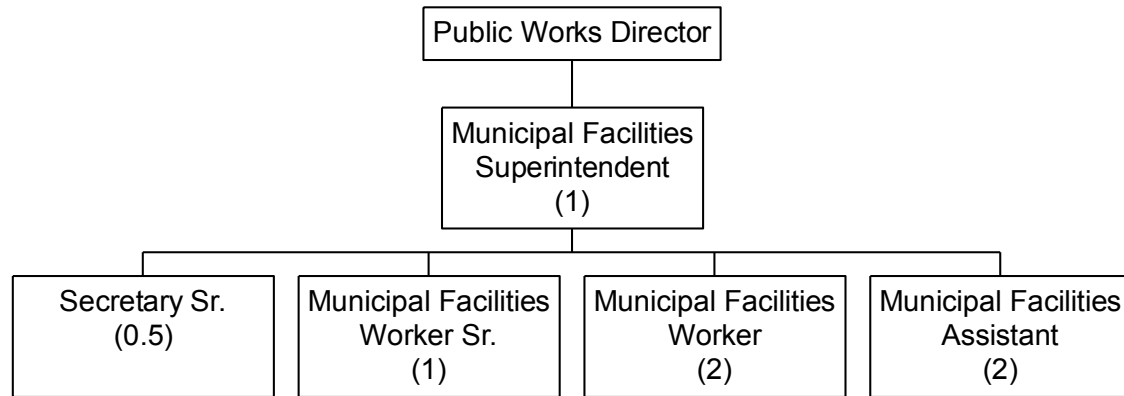 Public Works Director
Municipal Facilities
Superintendent
(1)
Secretary Sr.
(0.5)
Municipal Facilities
Worker Sr.
(1)
Municipal Facilities
Worker
(2)
Municipal Facilities
Assistant
(2)